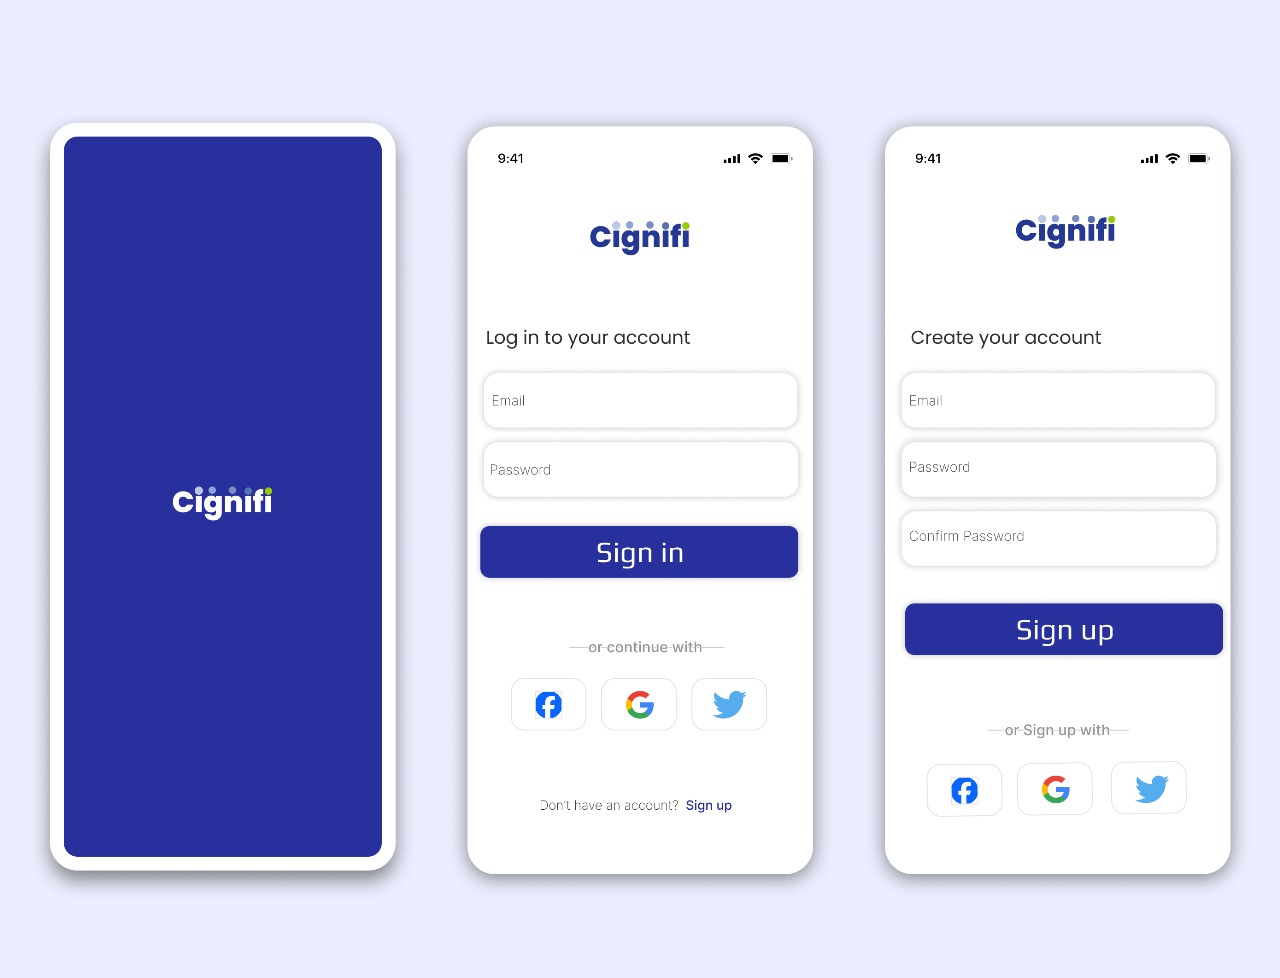 Cignifi
9:41
Cignifi
Log in to your account
Email
Password
Sign in
or continue with
Don't have an account? Sign up
9:41
Cignifi
Create your account
Email
Password
Confirm Password
Sign up
or Sign up with